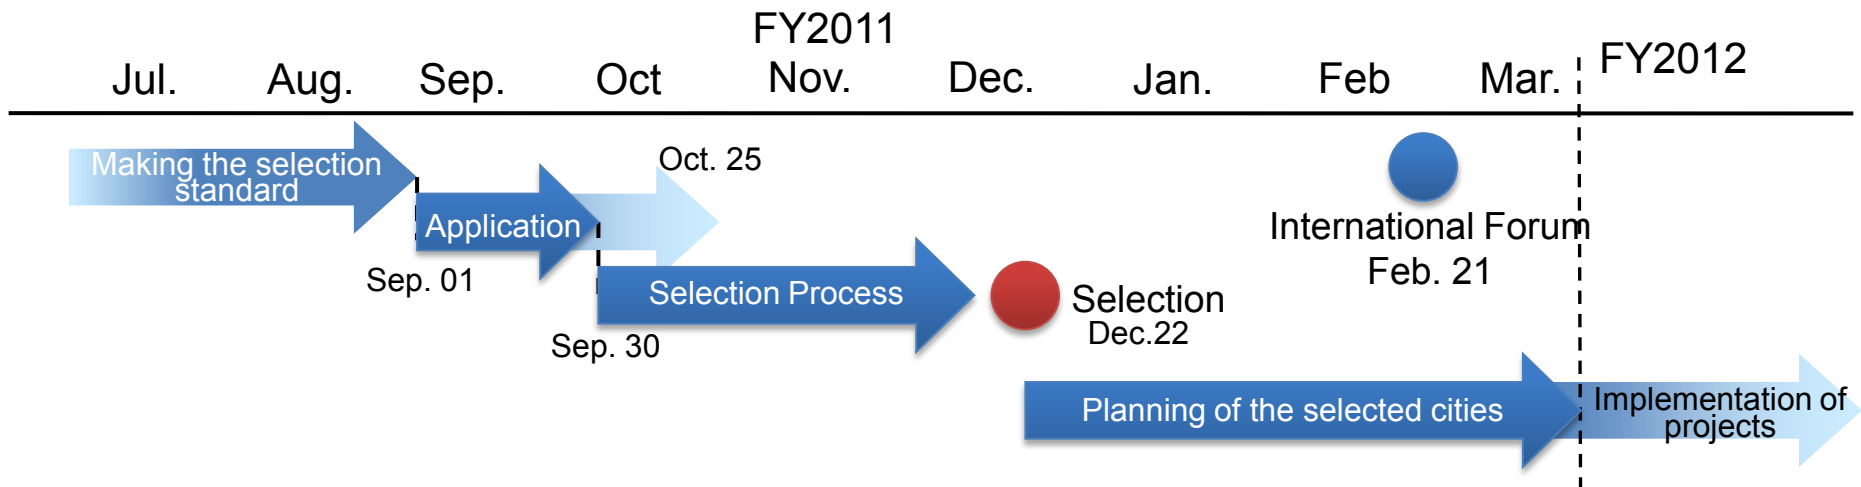 FY2011
FY2012
Jul. Aug. Sep. Oct Nov. Dec. Jan. Feb Mar.
Making the selection
standard
Oct. 25
Application
Sep. 01
Selection Process
Sep. 30
Selection
Dec.22
International Forum
Feb. 21
Planning of the selected cities
Implementation of
projects